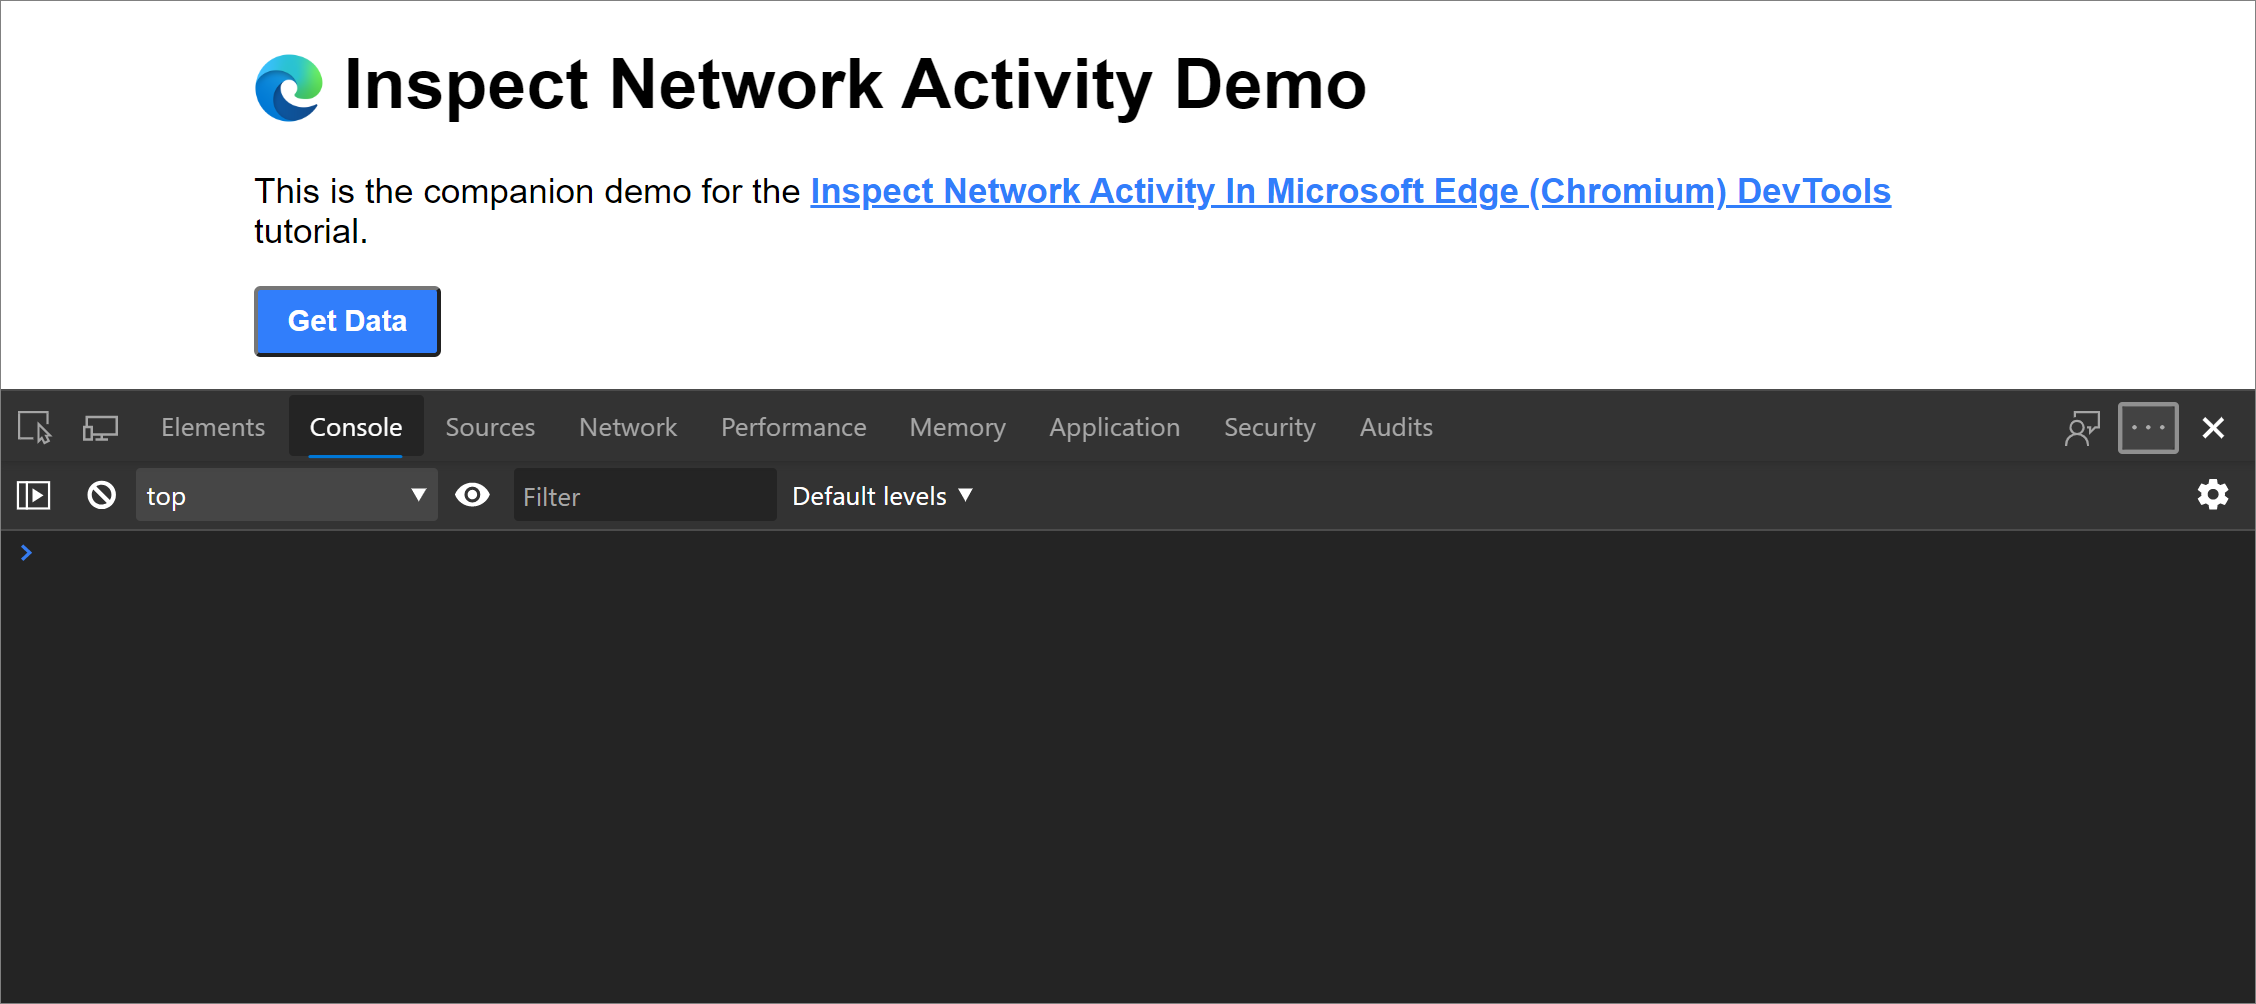 Inspect Network Activity Demo
This is the companion demo for the Inspect Network Activity In Microsoft Edge (Chromium) DevTools
tutorial.
Get Data
Elements Console Sources Network Performance Memory Application Security Audits
top Filter Default levels